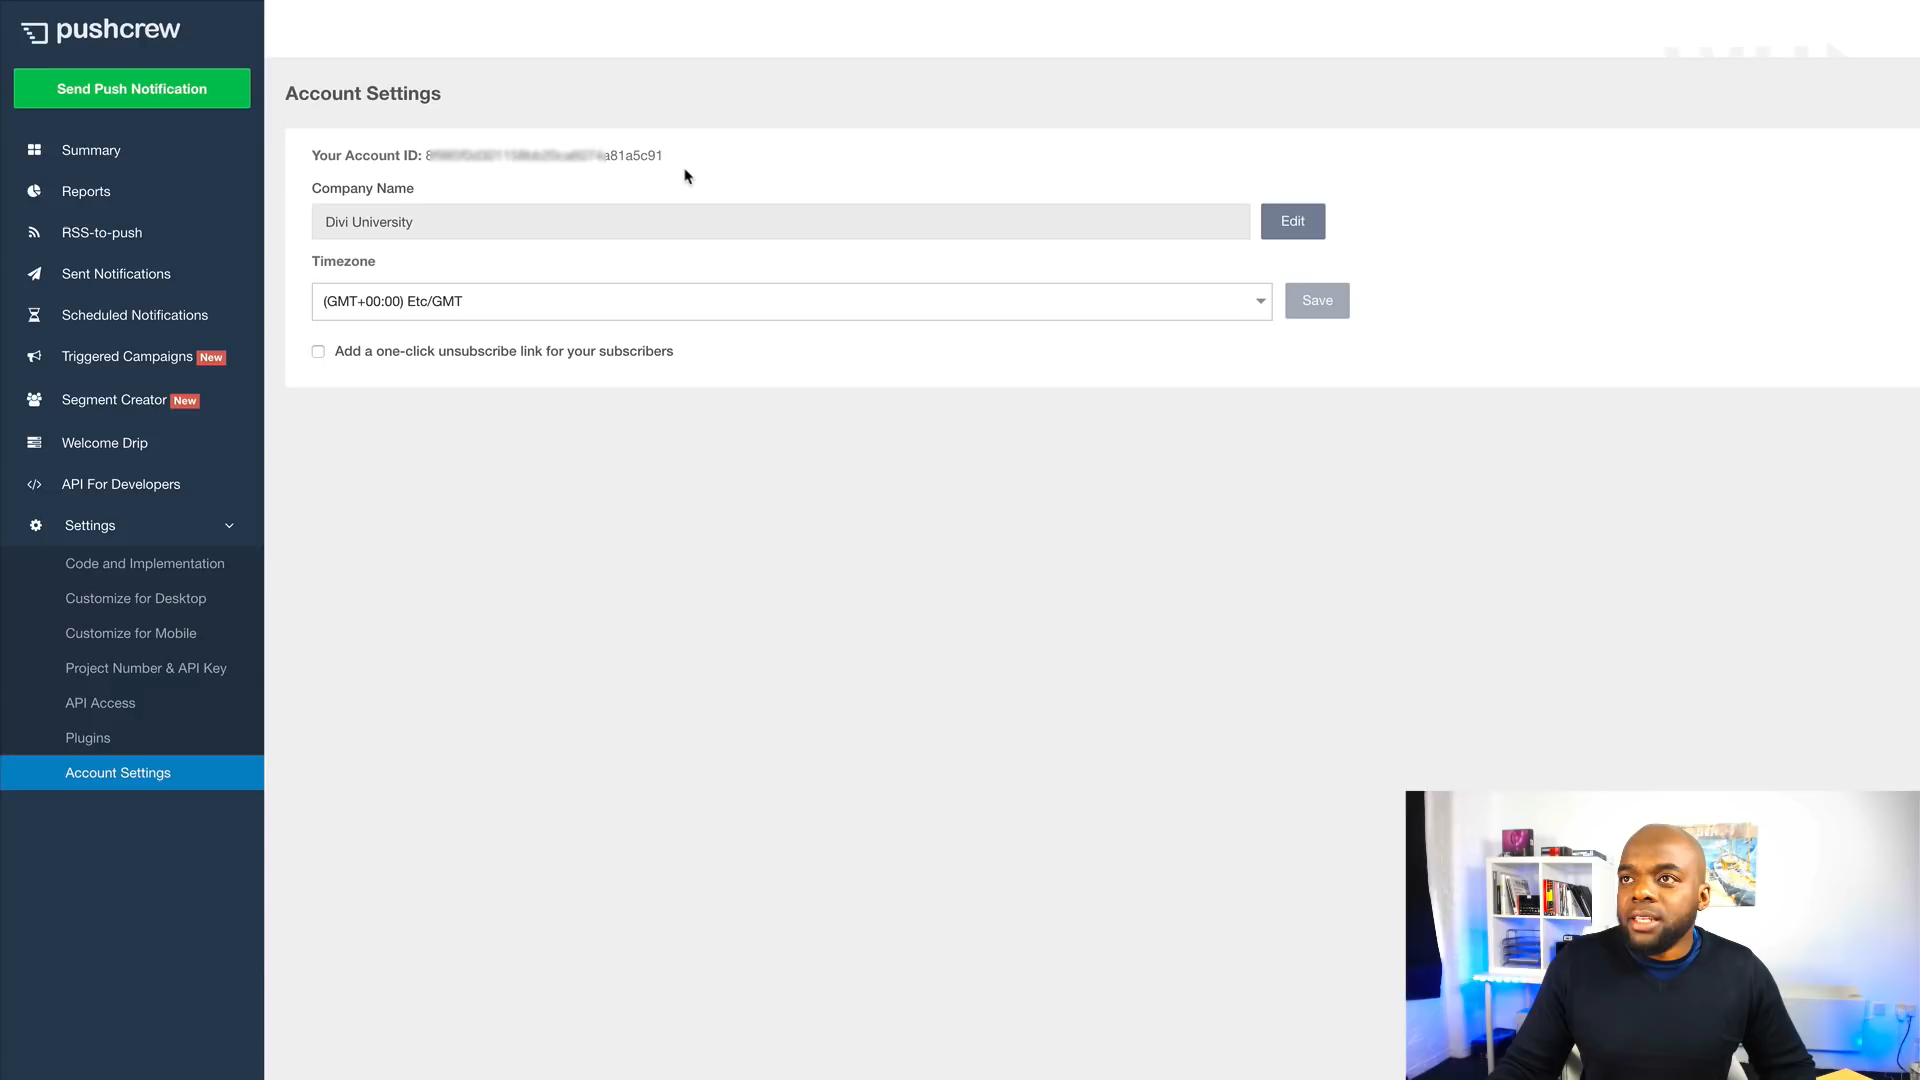 pushcrew
Send Push Notification
Summary
Reports
RSS-to-push
Sent Notifications
Scheduled Notifications
Triggered Campaigns New
Segment Creator New
Welcome Drip
API For Developers
Settings
Code and Implementation
Customize for Desktop
Customize for Mobile
Project Number & API Key
API Access
Plugins
Account Settings
Account Settings
Your Account ID:
Company Name
Divi University
Edit
Timezone
(GMT+00:00) Etc/GMT
Save
Add a one-click unsubscribe link for your subscribers